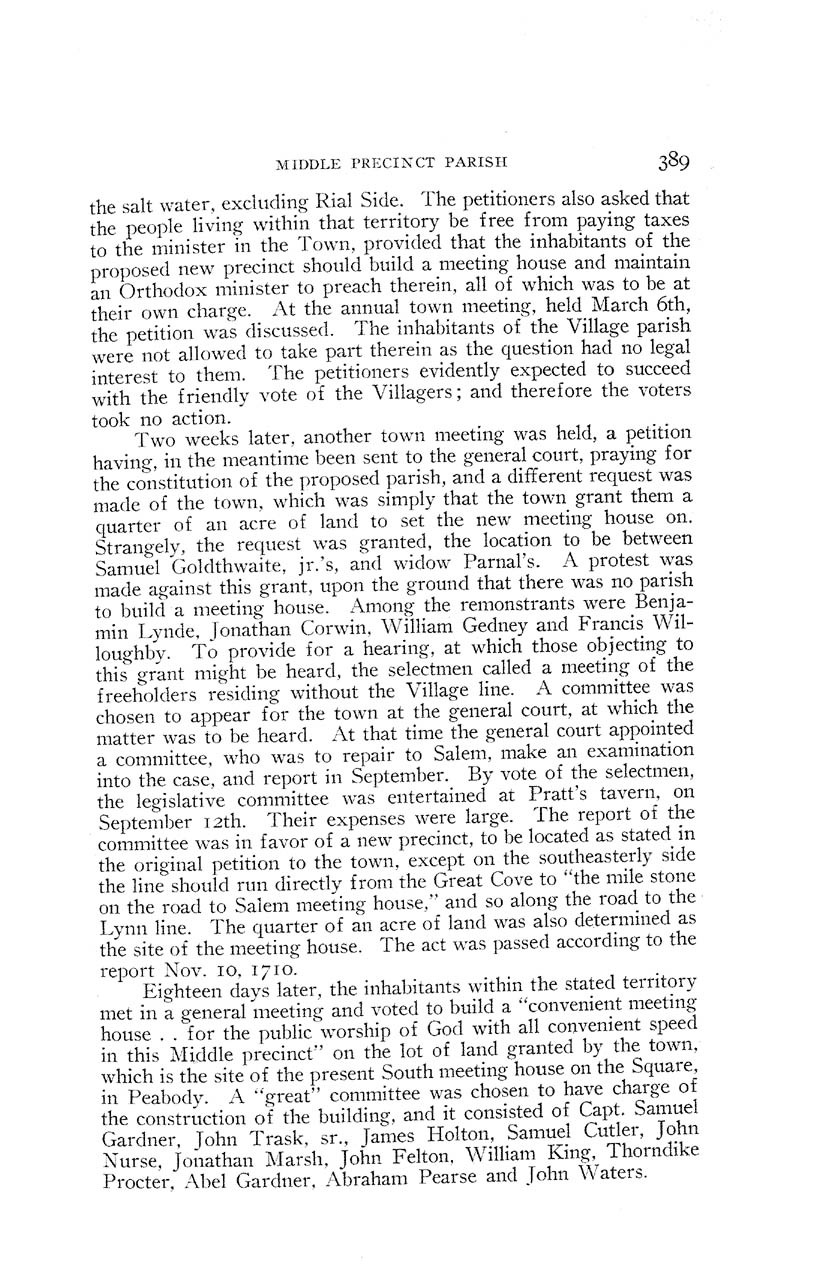 MIDDLE PRECINCT PARISH 389
the salt water, excluding Rial Side. The petitioners also asked that
the people living within that territory be free from paying taxes
to the minister in the Town, provided that the inhabitants of the
proposed new precinct should build a meeting house and maintain
an Orthodox minister to preach therein, all of which was to be at
their own charge. At the annual town meeting, held March 6th,
the petition was discussed. The inhabitants of the Village parish
were not allowed to take part therein as the question had no legal
interest to them. The petitioners evidently expected to succeed
with the friendly vote of the Villagers; and therefore the voters
took no action.
Two weeks later, another town meeting was held, a petition
having, in the meantime been sent to the general court, praying for
the constitution of the proposed parish, and a different request was
made of the town, which was simply that the town grant them a
quarter of an acre of land to set the new meeting house on.
Strangely, the request was granted, the location to be between
Samuel Goldthwaite, jr.'s, and widow Parnal's. A protest was
made against this grant, upon the ground that there was no parish
to build a meeting house. Among the remonstrants were Benja-
min Lynde, Jonathan Corwin, William Gedney and Francis Wil-
loughby. To provide for a hearing, at which those objecting to
this grant might be heard, the selectmen called a meeting of the
freeholders residing without the Village line. A committee was
chosen to appear for the town at the general court, at which the
matter was to be heard. At that time the general court appointed
a committee, who was to repair to Salem, make an examination
into the case, and report in September. By vote of the selectmen,
the legislative committee was entertained at Pratt's tavern, on
September 12th. Their expenses were large. The report of the
committee was in favor of a new precinct, to be located as stated in
the original petition to the town, except on the southeasterly side
the line should run directly from the Great Cove to "the mile stone
on the road to Salem meeting house," and so along the road to the
Lynn line. The quarter of an acre of land was also determined as
the site of the meeting house. The act was passed according to the
report Nov. 10, 1710.
Eighteen days later, the inhabitants within the stated territory
met in a general meeting and voted to build a "convenient meeting
house . . for the public worship of God with all convenient speed
in this Middle precinct" on the lot of land granted by the town,
which is the site of the present South meeting house on the Square,
in Peabody. A "great" committee was chosen to have charge of
the construction of the building, and it consisted of Capt. Samuel
Gardner, John Trask, sr., James Holton, Samuel Cutler, John
Nurse, Jonathan Marsh, John Felton, William King, Thorndike
Procter, Abel Gardner, Abraham Pearse and John Waters.